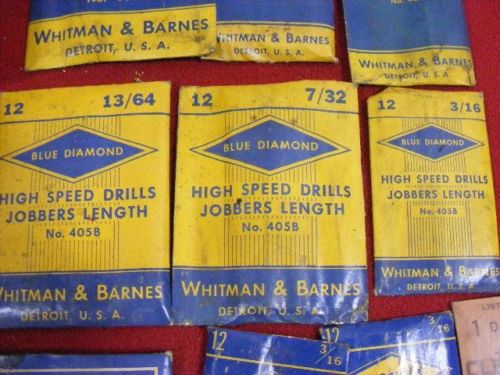 WHITMAN & BARNES
DETROIT, U. S. A.
WHITMAN & BARNES
DETROIT, U. S. A.
No.
WHITMAN & BARNES
DETROIT, U. S. A.
12 13/64
BLUE DIAMOND
HIGH SPEED DRILLS
JOBBERS LENGTH
No. 405B
WHITMAN & BARNES
DETROIT, U. S. A.
12 7/32
BLUE DIAMOND
HIGH SPEED DRILLS
JOBBERS LENGTH
No. 405B
WHITMAN & BARNES
DETROIT, U. S. A.
12 3/16
BLUE DIAMOND
HIGH SPEED DRILLS
JOBBERS LENGTH
No. 405B
WHITMAN & BARNES
DETROIT, U. S. A.
12 3/16
12 3/16
LIST
1 D